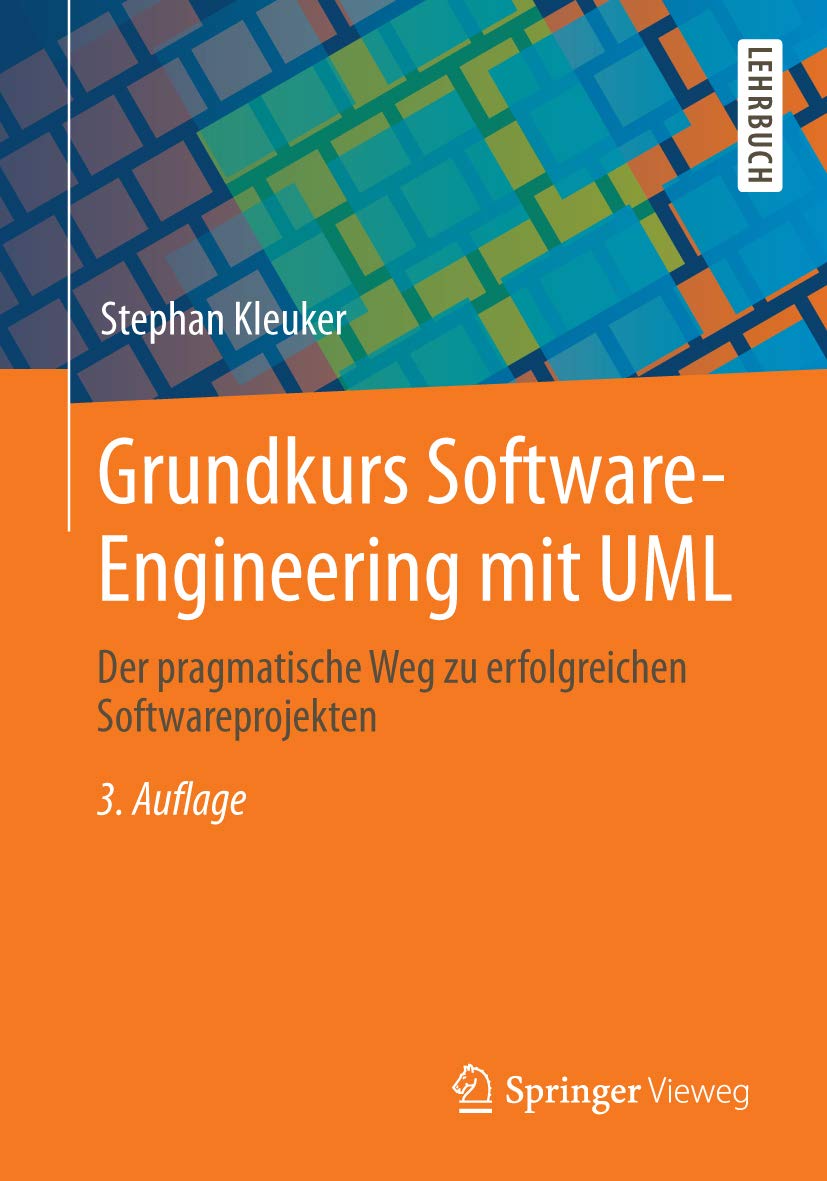 LEHRBUCH
Stephan Kleuker
Grundkurs Software-
Engineering mit UML
Der pragmatische Weg zu erfolgreichen
Softwareprojekten
3. Auflage
Springer Vieweg